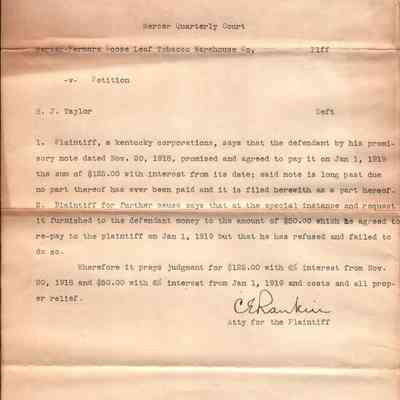 Mercer Quarterly Court
Mercer-Farmers Loose Leaf Tobacco Warehouse Co, Plff
-v- Petition
H. J. Taylor Deft
1. Plaintiff, a kentucky corporations, says that the defendant by his promi-
sory note dated Nov. 20, 1918, promised and agreed to pay it on Jan 1, 1919
the sum of $125.00 with interest from its date; said note is long past due
no part thereof has ever been paid and it is filed herewith as a part hereof.
2. Plaintiff for further cause says that at the special instance and request
it furnished to the defendant money to the amount of $50.00 which he agreed to
re-pay to the plaintiff on Jan 1, 1919 but that he has refused and failed to
do so.
Wherefore it prays judgment for $125.00 with 6% interest from Nov.
20, 1918 and $50.00 with 6% interest from Jan 1, 1919 and costs and all prop-
er relief.
C E Rankin
Atty for the Plaintiff